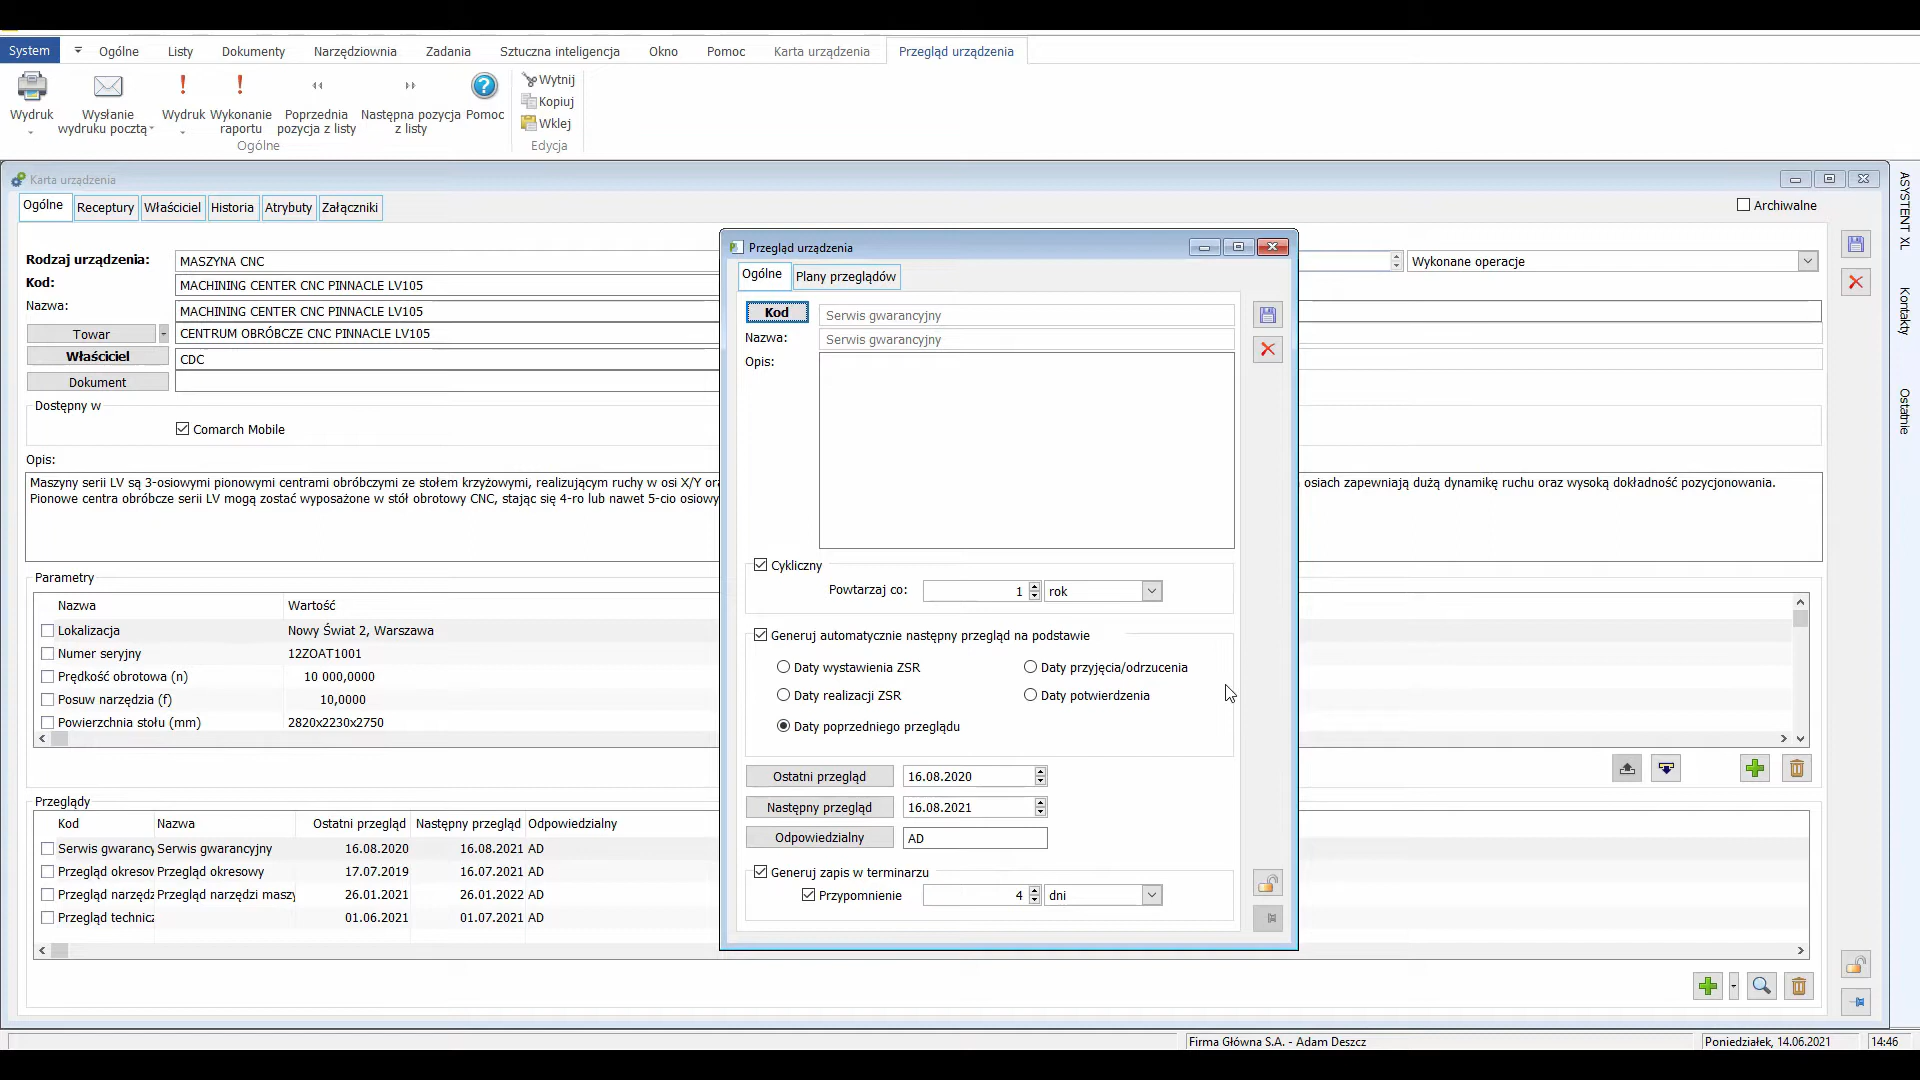 System Ogólne Listy Dokumenty Narzędziownia Zadania Sztuczna inteligencja Okno Pomoc Karta urządzenia Przegląd urządzenia
Wydruk
Wysłanie wydruku pocztą
Wydruk
Wykonanie raportu
Poprzednia pozycja z listy
Następna pozycja z listy
Pomoc
Wytnij
Kopiuj
Wklej
Ogólne
Edycja
Karta urządzenia
Ogólne Receptury Właściciel Historia Atrybuty Załączniki
Archiwalne
Rodzaj urządzenia: MASZYNA CNC
Wykonane operacje
Kod: MACHINING CENTER CNC PINNACLE LV105
Nazwa: MACHINING CENTER CNC PINNACLE LV105
Towar CENTRUM OBRÓBCZE CNC PINNACLE LV105
Właściciel CDC
Dokument
Dostępny w
Comarch Mobile
Opis:
Maszyny serii LV są 3-osiowymi pionowymi centrami obróbczymi ze stołem krzyżowym, realizującym ruchy w osi X/Y
osiach zapewniają dużą dynamikę ruchu oraz wysoką dokładność pozycjonowania.
Pionowe centra obróbcze serii LV mogą zostać wyposażone w stół obrotowy CNC, stając się 4-ro lub nawet 5-cio osiowy
Parametry
Nazwa Wartość
Lokalizacja Nowy Świat 2, Warszawa
Numer seryjny 12ZOAT1001
Prędkość obrotowa (n) 10 000,0000
Posuw narzędzia (f) 10,0000
Powierzchnia stołu (mm) 2820x2230x2750
Przeglądy
Kod Nazwa Ostatni przegląd Następny przegląd Odpowiedzialny
Serwis gwarancy Serwis gwarancyjny 16.08.2020 16.08.2021 AD
Przegląd okresow Przegląd okresowy 17.07.2019 16.07.2021 AD
Przegląd narzędz Przegląd narzędzi maszy 26.01.2021 26.01.2022 AD
Przegląd technicz 01.06.2021 01.07.2021 AD
Przegląd urządzenia
Ogólne Plany przeglądów
Kod Serwis gwarancyjny
Nazwa: Serwis gwarancyjny
Opis:
Cykliczny
Powtarzaj co: 1 rok
Generuj automatycznie następny przegląd na podstawie
Daty wystawienia ZSR Daty przyjęcia/odrzucenia
Daty realizacji ZSR Daty potwierdzenia
Daty poprzedniego przeglądu
Ostatni przegląd 16.08.2020
Następny przegląd 16.08.2021
Odpowiedzialny AD
Generuj zapis w terminarzu
Przypomnienie 4 dni
ASYSTENT XL
Kontakty
Ostatnie
Firma Główna S.A. - Adam Deszcz Poniedziałek, 14.06.2021 14:46